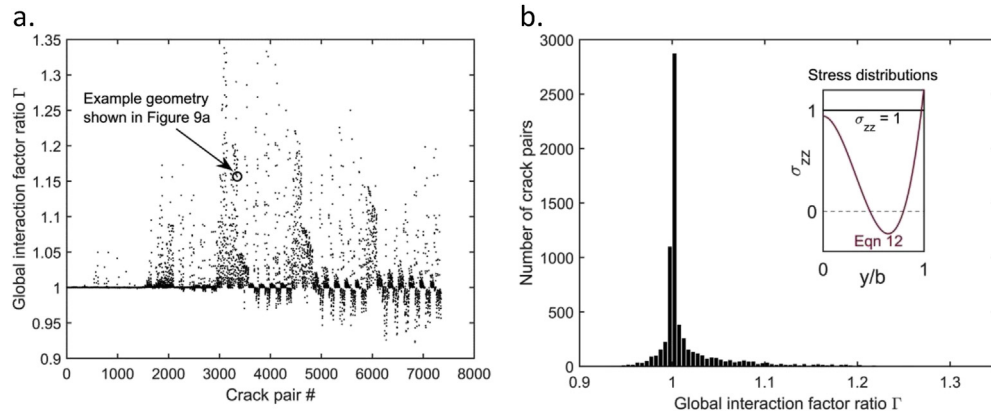 a.
1.35
1.3
1.25
1.2
1.15
1.1
1.05
1
0.95
0.9
Global interaction factor ratio Γ
Example geometry
shown in Figure 9a
0 1000 2000 3000 4000 5000 6000 7000 8000
Crack pair #
b.
3000
2500
2000
1500
1000
500
0
Number of crack pairs
Stress distributions
1
σzz = 1
σzz
0
Eqn 12
0 1
y/b
0.9 1 1.1 1.2 1.3
Global interaction factor ratio Γ